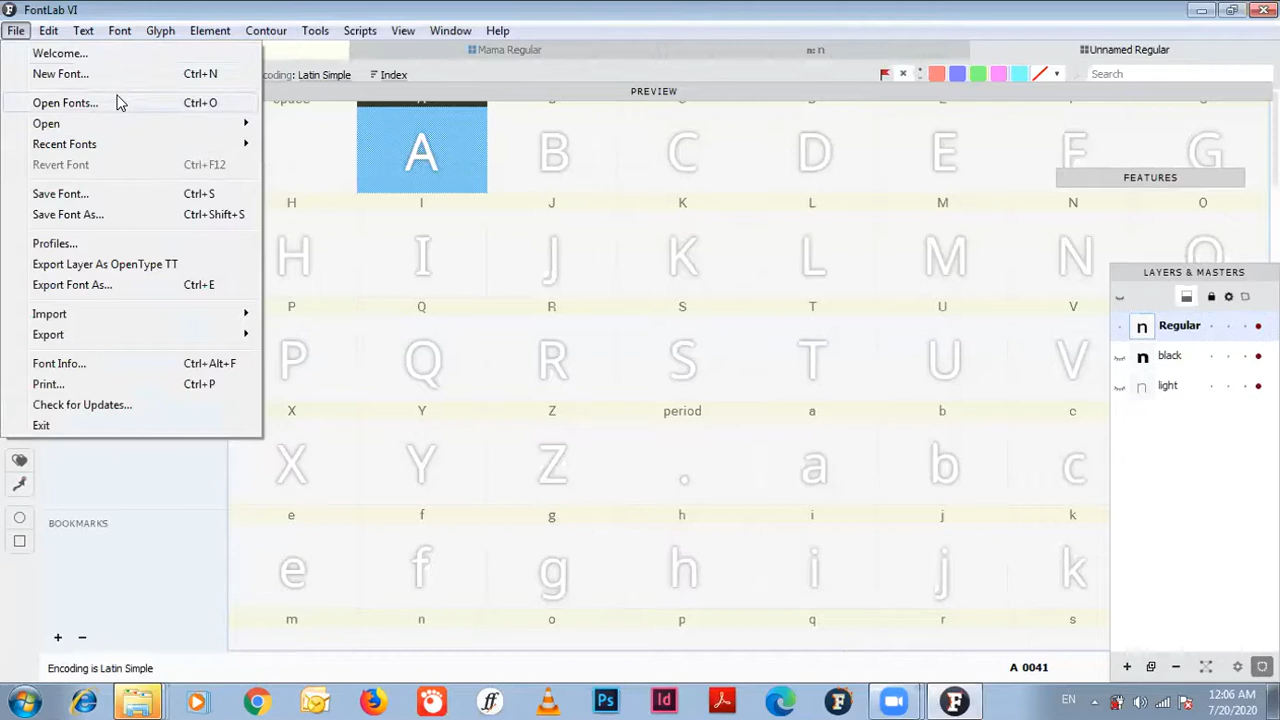 FontLab VI
File Edit Text Font Glyph Element Contour Tools Scripts View Window Help
Mama Regular n: n Unnamed Regular
coding: Latin Simple Index Search
PREVIEW
Welcome...
New Font... Ctrl+N
Open Fonts... Ctrl+O
Open
Recent Fonts
Revert Font Ctrl+F12
Save Font... Ctrl+S
Save Font As... Ctrl+Shift+S
Profiles...
Export Layer As OpenType TT
Export Font As... Ctrl+E
Import
Export
Font Info... Ctrl+Alt+F
Print... Ctrl+P
Check for Updates...
Exit
space
A B C D E F G
FEATURES
H I J K L M N O
H I J K L M N O
P Q R S T U V
P Q R S T U V
X Y Z period a b c
X Y Z . a b c
e f g h i j k
e f g h i j k
m n o p q r s
LAYERS & MASTERS
n Regular
n black
n light
BOOKMARKS
+ −
Encoding is Latin Simple A 0041
EN 12:06 AM
7/20/2020